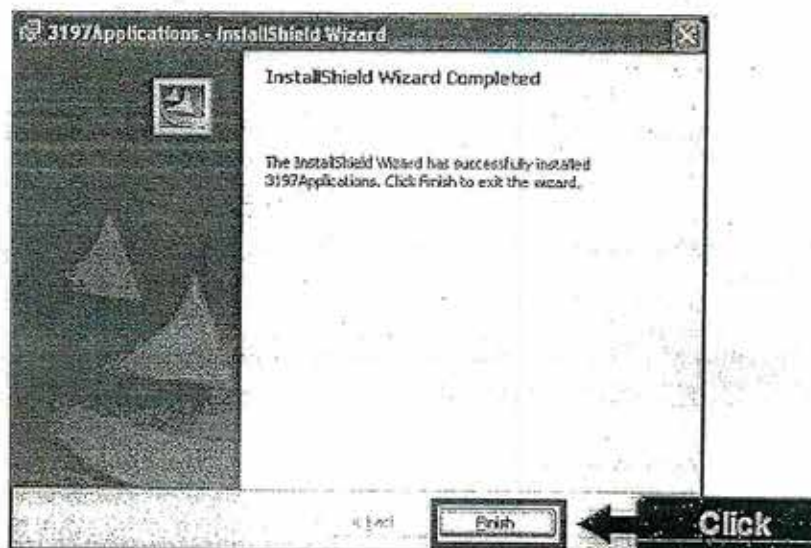 3197Applications - InstallShield Wizard
InstallShield Wizard Completed
The InstallShield Wizard has successfully installed
3197Applications. Click Finish to exit the wizard.
< Back
Finish
Click